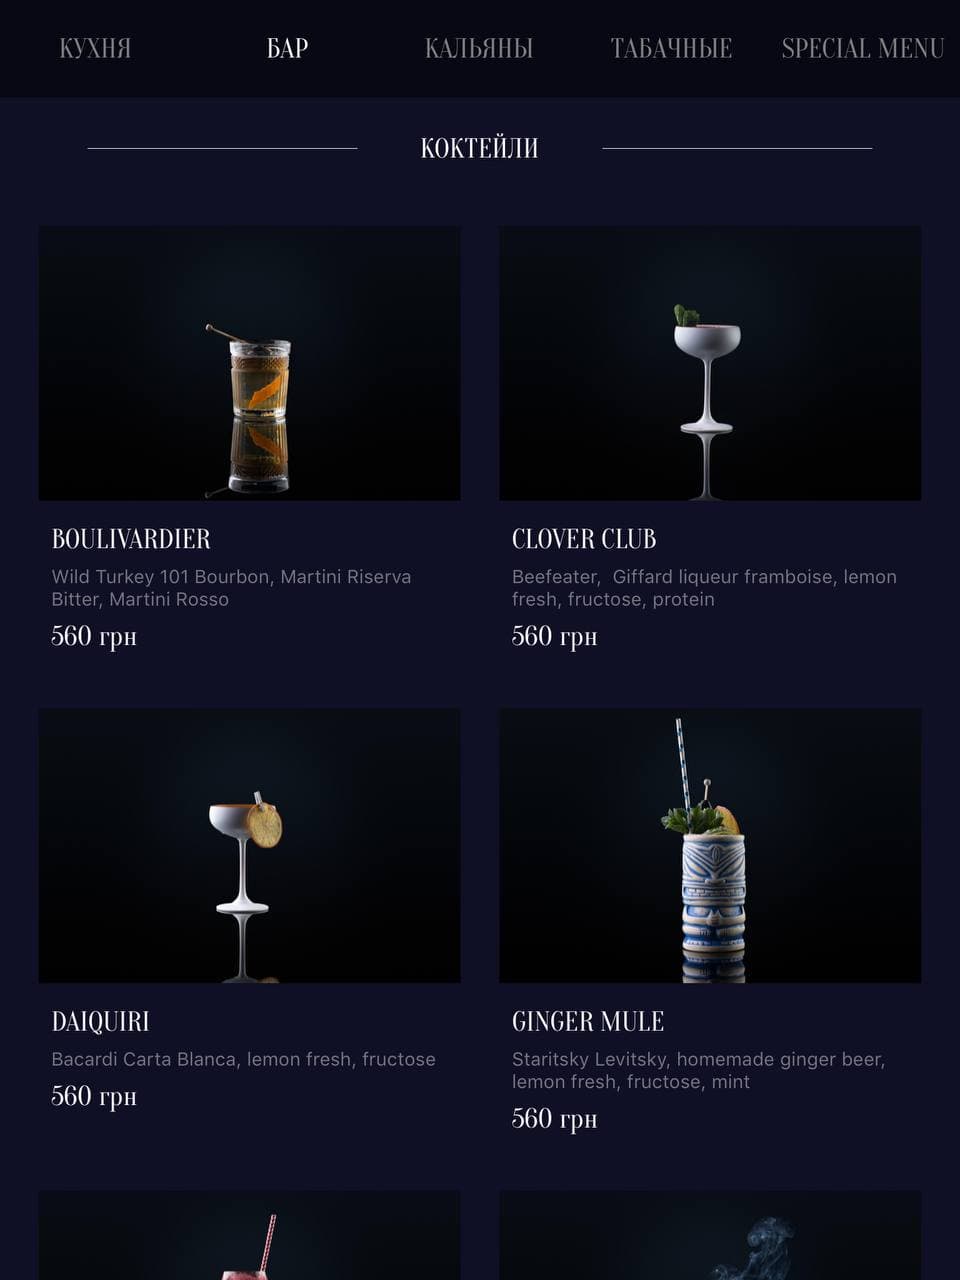 КУХНЯ БАР КАЛЬЯНЫ ТАБАЧНЫЕ SPECIAL MENU
КОКТЕЙЛИ
BOULIVARDIER
Wild Turkey 101 Bourbon, Martini Riserva
Bitter, Martini Rosso
560 грн
CLOVER CLUB
Beefeater,  Giffard liqueur framboise, lemon
fresh, fructose, protein
560 грн
DAIQUIRI
Bacardi Carta Blanca, lemon fresh, fructose
560 грн
GINGER MULE
Staritsky Levitsky, homemade ginger beer,
lemon fresh, fructose, mint
560 грн